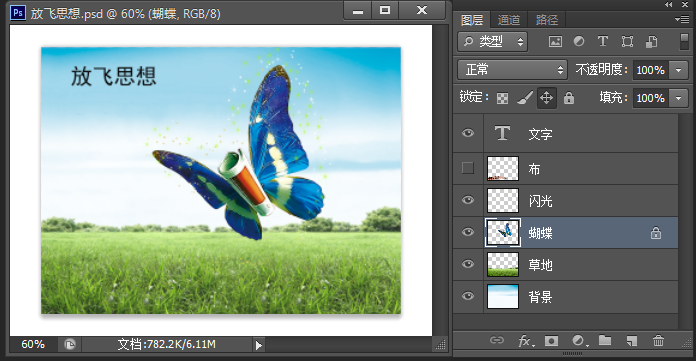 Ps 放飞思想.psd @ 60% (蝴蝶, RGB/8)
放飞思想
60%
文档:782.2K/6.11M
图层 通道 路径
类型
正常 不透明度: 100%
锁定: 填充: 100%
T 文字
布
闪光
蝴蝶
草地
背景
fx